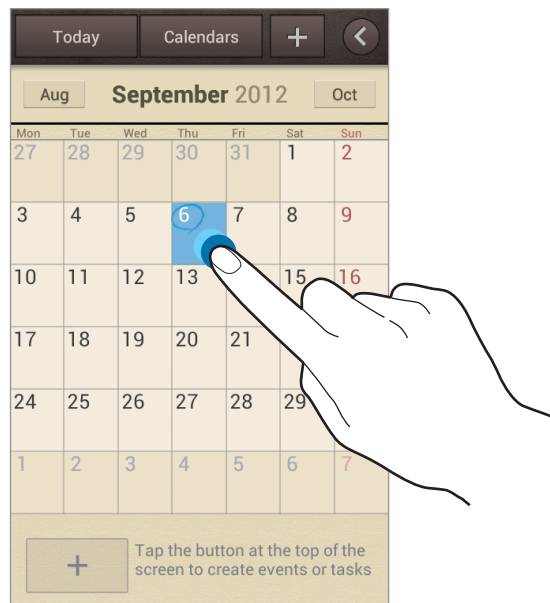 Today Calendars +
Aug September 2012 Oct
Mon Tue Wed Thu Fri Sat Sun
27 28 29 30 31 1 2
3 4 5 6 7 8 9
10 11 12 13 15 16
17 18 19 20 21
24 25 26 27 28 29
1 2 3 4 5 6 7
+ Tap the button at the top of the
screen to create events or tasks